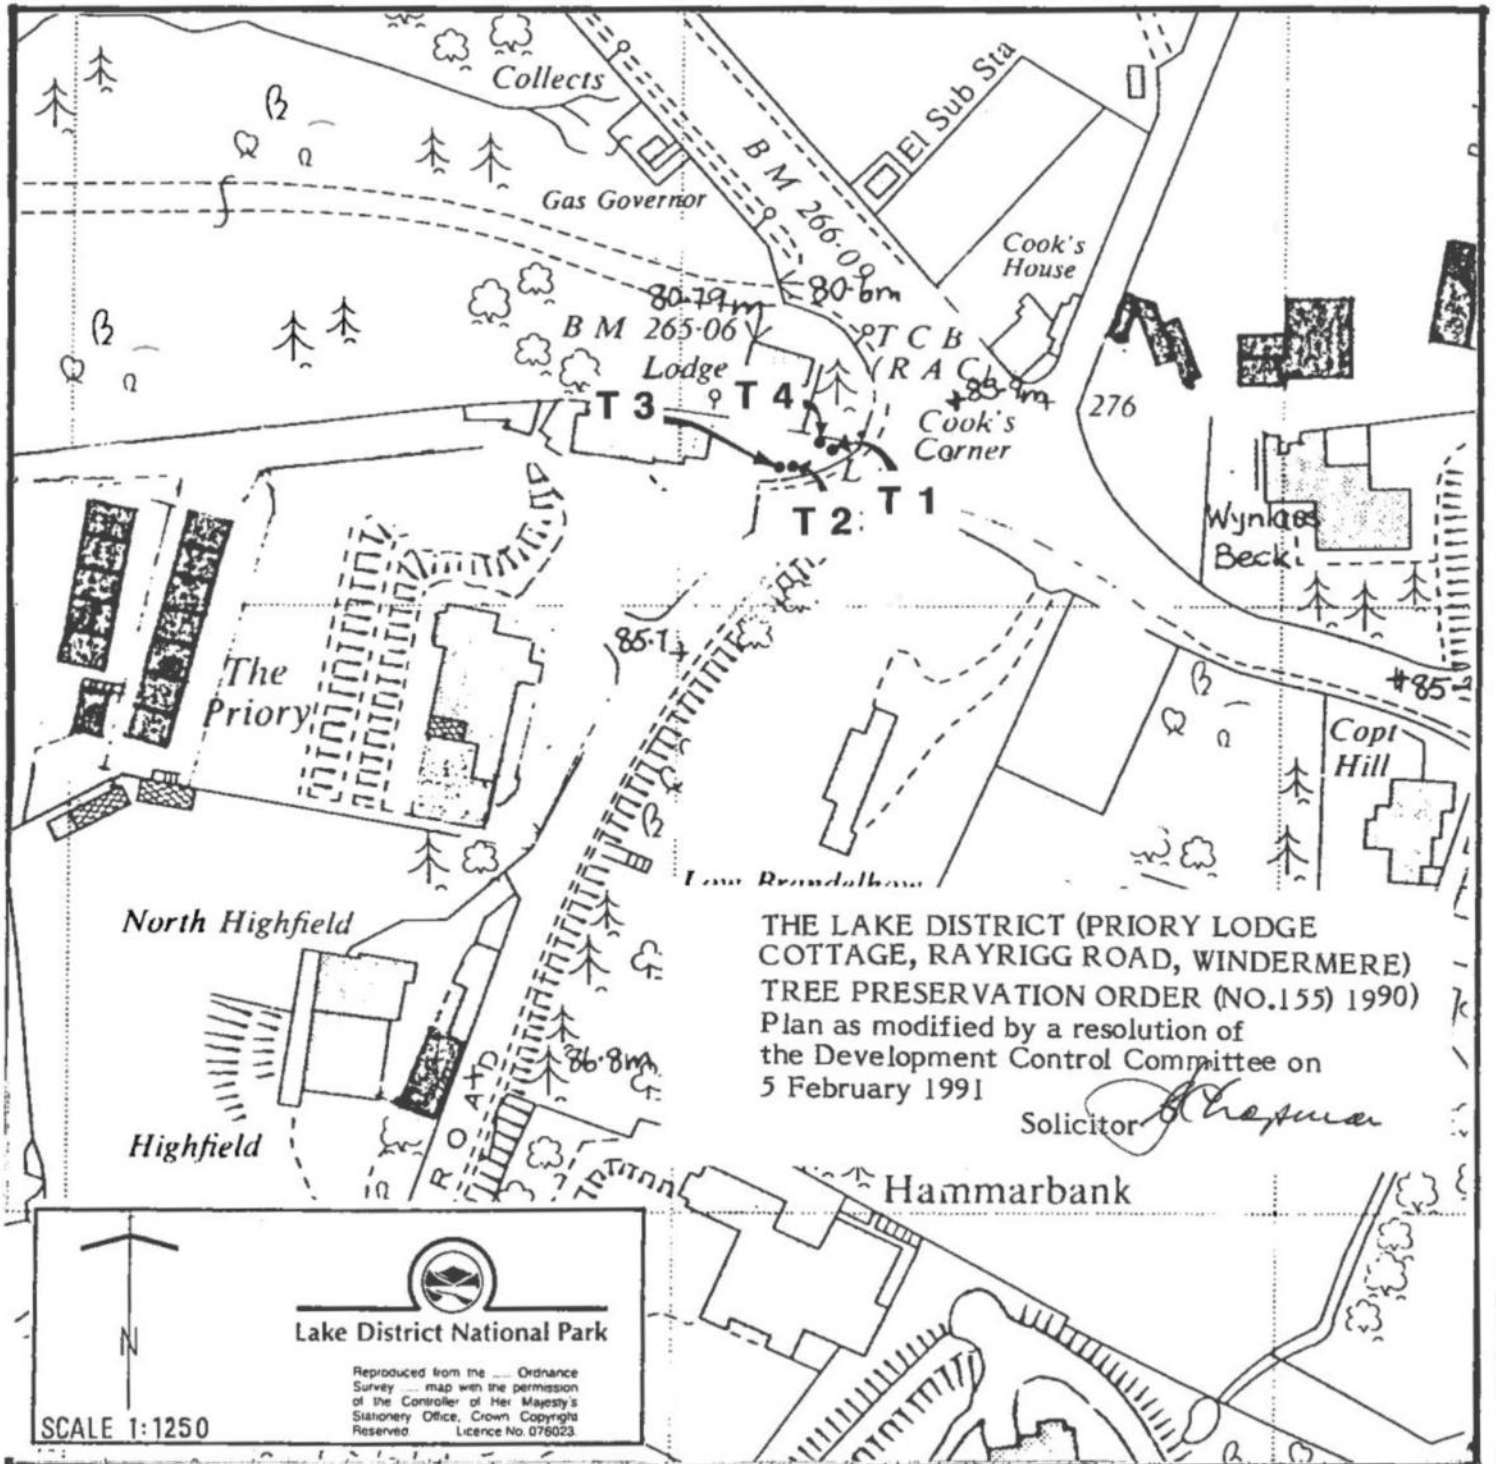 Collects
El Sub Sta
Gas Governor
B M 266.09
Cook's
House
80.79m
80.6m
B M 265.06
T C B
(R A C)
Lodge
T 3
T 4
+83.9m
276
Cook's
Corner
T 1
T 2
Beck
85.1+
The
Priory
Copt
Hill
North Highfield
THE LAKE DISTRICT (PRIORY LODGE
COTTAGE, RAYRIGG ROAD, WINDERMERE)
TREE PRESERVATION ORDER (NO.155) 1990)
Plan as modified by a resolution of
the Development Control Committee on
5 February 1991
Solicitor
86.8m
ROAD
Highfield
Hammarbank
N
Lake District National Park
Reproduced from the Ordnance
Survey map with the permission
of the Controller of Her Majesty's
Stationery Office, Crown Copyright
Reserved. Licence No. 076023
SCALE 1:1250